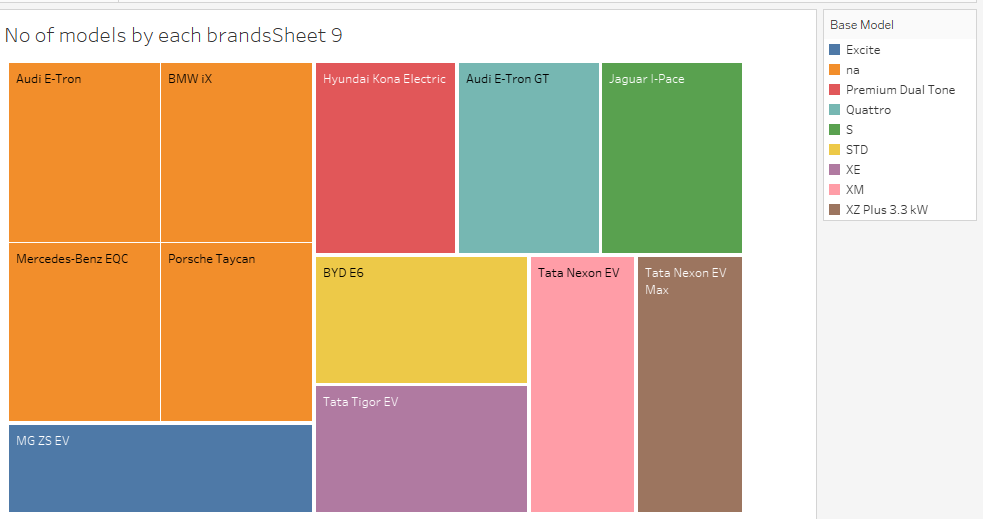 No of models by each brandsSheet 9
Audi E-Tron
BMW iX
Hyundai Kona Electric
Audi E-Tron GT
Jaguar I-Pace
Mercedes-Benz EQC
Porsche Taycan
BYD E6
Tata Nexon EV
Tata Nexon EV
Max
Tata Tigor EV
MG ZS EV
Base Model
Excite
na
Premium Dual Tone
Quattro
S
STD
XE
XM
XZ Plus 3.3 kW